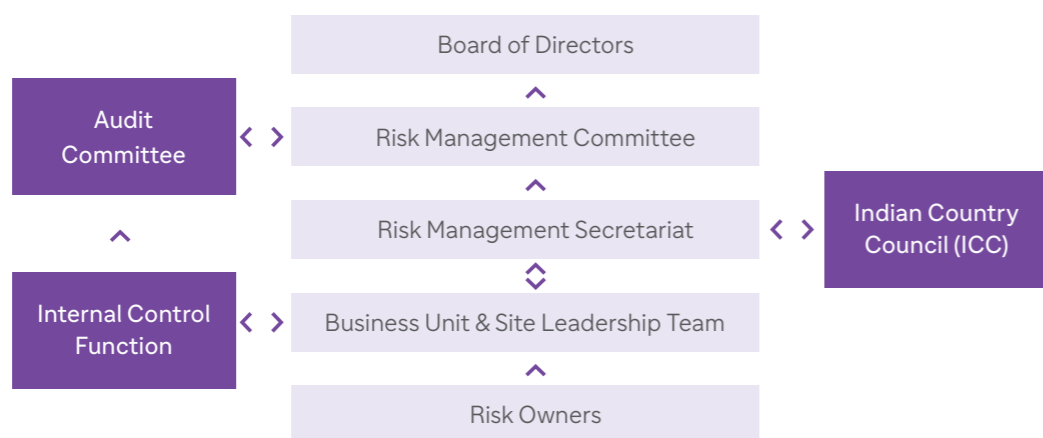 Board of Directors
Audit
Committee
Risk Management Committee
Risk Management Secretariat
Indian Country
Council (ICC)
Internal Control
Function
Business Unit & Site Leadership Team
Risk Owners